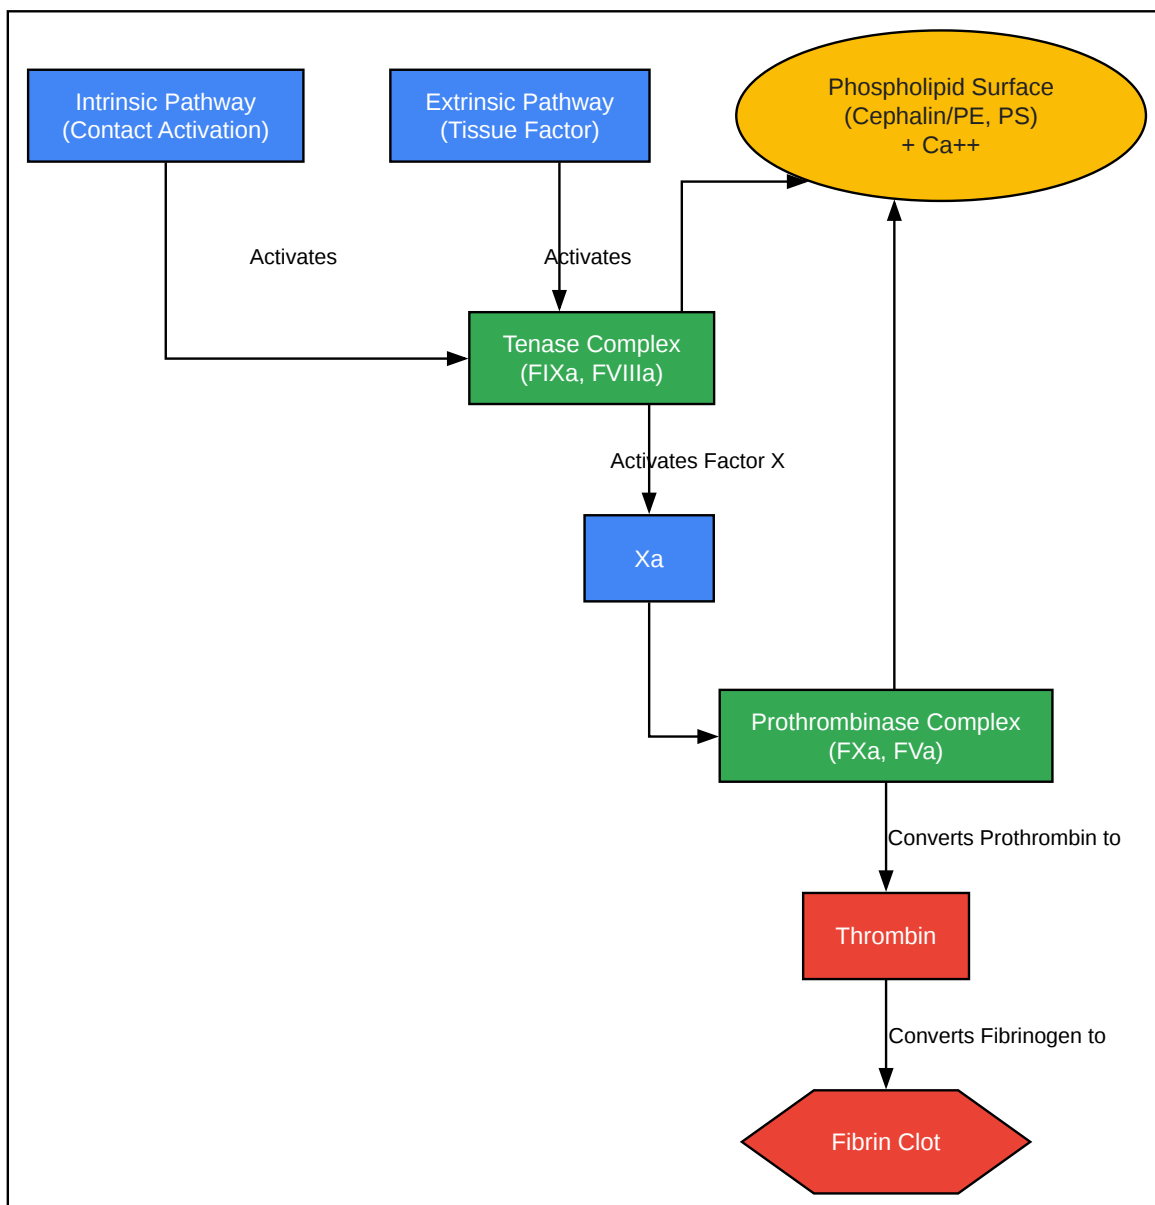 Intrinsic Pathway
(Contact Activation)
Extrinsic Pathway
(Tissue Factor)
Phospholipid Surface
(Cephalin/PE, PS)
+ Ca++
Activates
Activates
Tenase Complex
(FIXa, FVIIIa)
Activates Factor X
Xa
Prothrombinase Complex
(FXa, FVa)
Converts Prothrombin to
Thrombin
Converts Fibrinogen to
Fibrin Clot